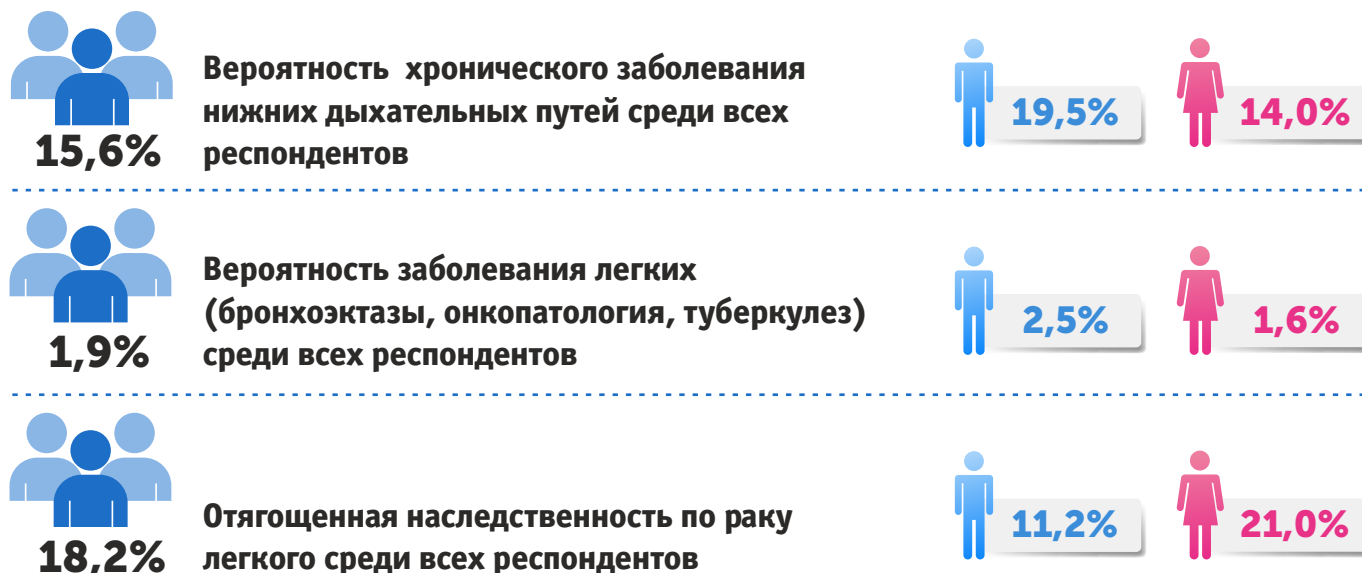 15,6%
Вероятность хронического заболевания
нижних дыхательных путей среди всех
респондентов
19,5%
14,0%
1,9%
Вероятность заболевания легких
(бронхоэктазы, онкопатология, туберкулез)
среди всех респондентов
2,5%
1,6%
18,2%
Отягощенная наследственность по раку
легкого среди всех респондентов
11,2%
21,0%